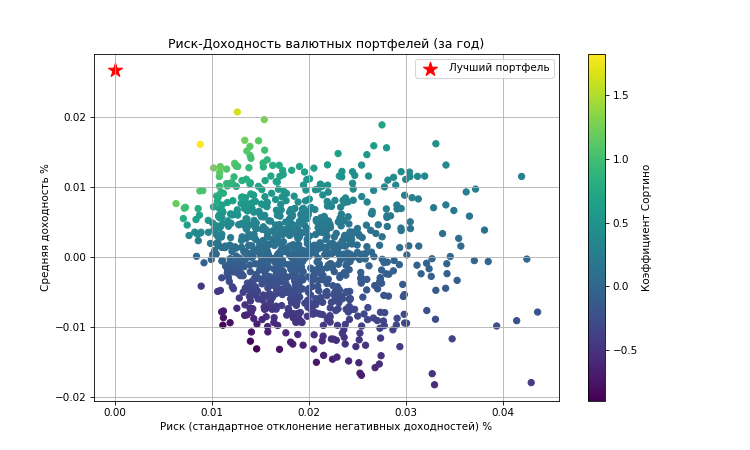 Риск-Доходность валютных портфелей (за год)
Лучший портфель
Средняя доходность %
0.02
0.01
0.00
−0.01
−0.02
0.00 0.01 0.02 0.03 0.04
Риск (стандартное отклонение негативных доходностей) %
1.5
1.0
0.5
0.0
−0.5
Коэффициент Сортино